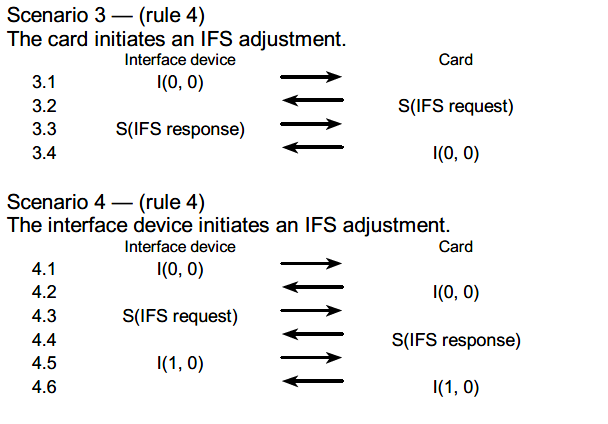 Scenario 3 — (rule 4)
The card initiates an IFS adjustment.
Interface device Card
3.1 I(0, 0)
3.2 S(IFS request)
3.3 S(IFS response)
3.4 I(0, 0)
Scenario 4 — (rule 4)
The interface device initiates an IFS adjustment.
Interface device Card
4.1 I(0, 0)
4.2 I(0, 0)
4.3 S(IFS request)
4.4 S(IFS response)
4.5 I(1, 0)
4.6 I(1, 0)